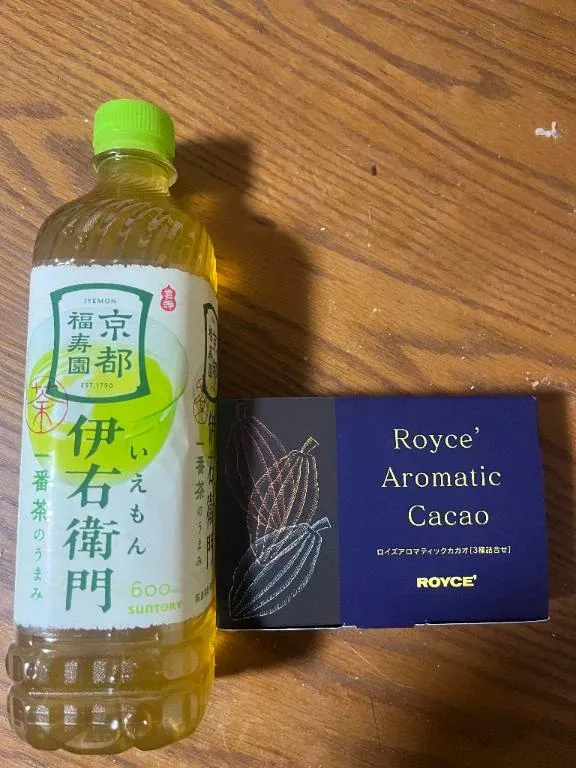 IYEMON
京都
福寿園
EST.1790
茶
いえもん
伊右衛門
一番茶のうまみ
600
SUNTORY
Royce'
Aromatic
Cacao
ロイズアロマティックカカオ[3種詰合せ]
ROYCE'